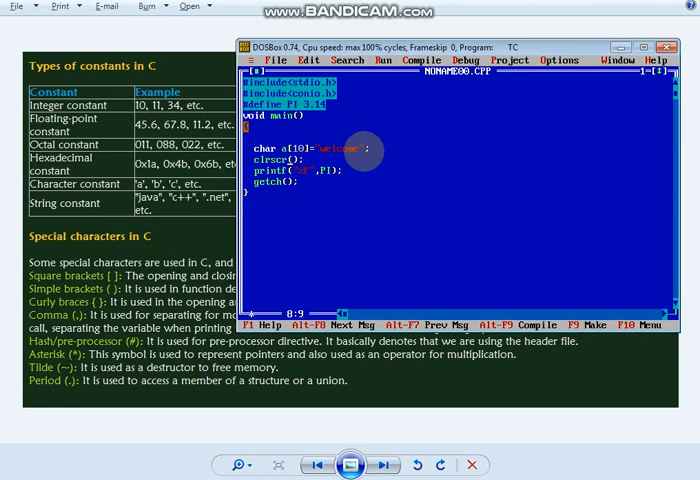 File Print E-mail Burn Open
WWW.BANDICAM.COM
Types of constants in C
Constant Example
Integer constant 10, 11, 34, etc.
Floating-point constant 45.6, 67.8, 11.2, etc.
Octal constant 011, 088, 022, etc.
Hexadecimal constant 0x1a, 0x4b, 0x6b, et
Character constant 'a', 'b', 'c', etc.
String constant "java", "c++", ".net", etc.
Special characters in C
Some special characters are used in C, and
Square brackets [ ]: The opening and closin
Simple brackets ( ): It is used in function de
Curly braces { }: It is used in the opening ar
Comma (,): It is used for separating for mo
call, separating the variable when printing
Hash/pre-processor (#): It is used for pre-processor directive. It basically denotes that we are using the header file.
Asterisk (*): This symbol is used to represent pointers and also used as an operator for multiplication.
Tilde (~): It is used as a destructor to free memory.
Period (.): It is used to access a member of a structure or a union.
DOSBox 0.74, Cpu speed: max 100% cycles, Frameskip 0, Program: TC
File Edit Search Run Compile Debug Project Options Window Help
NONAME00.CPP 1
#include<stdio.h>
#include<conio.h>
#define PI 3.14
void main()
{
char a[10]="welcome";
clrscr();
printf("%f",PI);
getch();
}
8:9
F1 Help Alt-F8 Next Msg Alt-F7 Prev Msg Alt-F9 Compile F9 Make F10 Menu